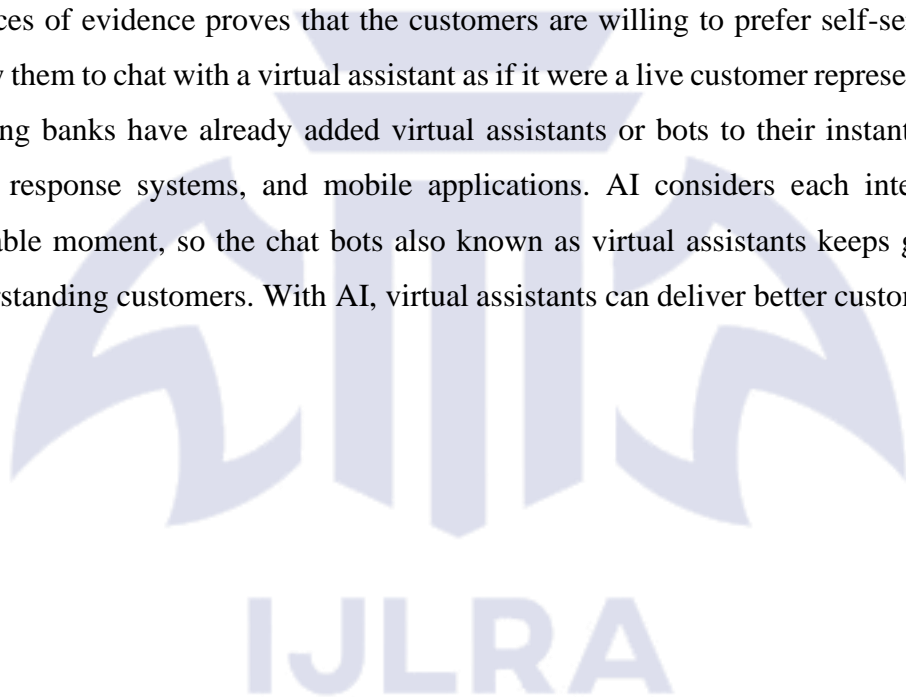 ces of evidence proves that the customers are willing to prefer self-ser
them to chat with a virtual assistant as if it were a live customer represe
ng banks have already added virtual assistants or bots to their instant
response systems, and mobile applications. AI considers each inte
able moment, so the chat bots also known as virtual assistants keeps g
rstanding customers. With AI, virtual assistants can deliver better custor
IJLRA